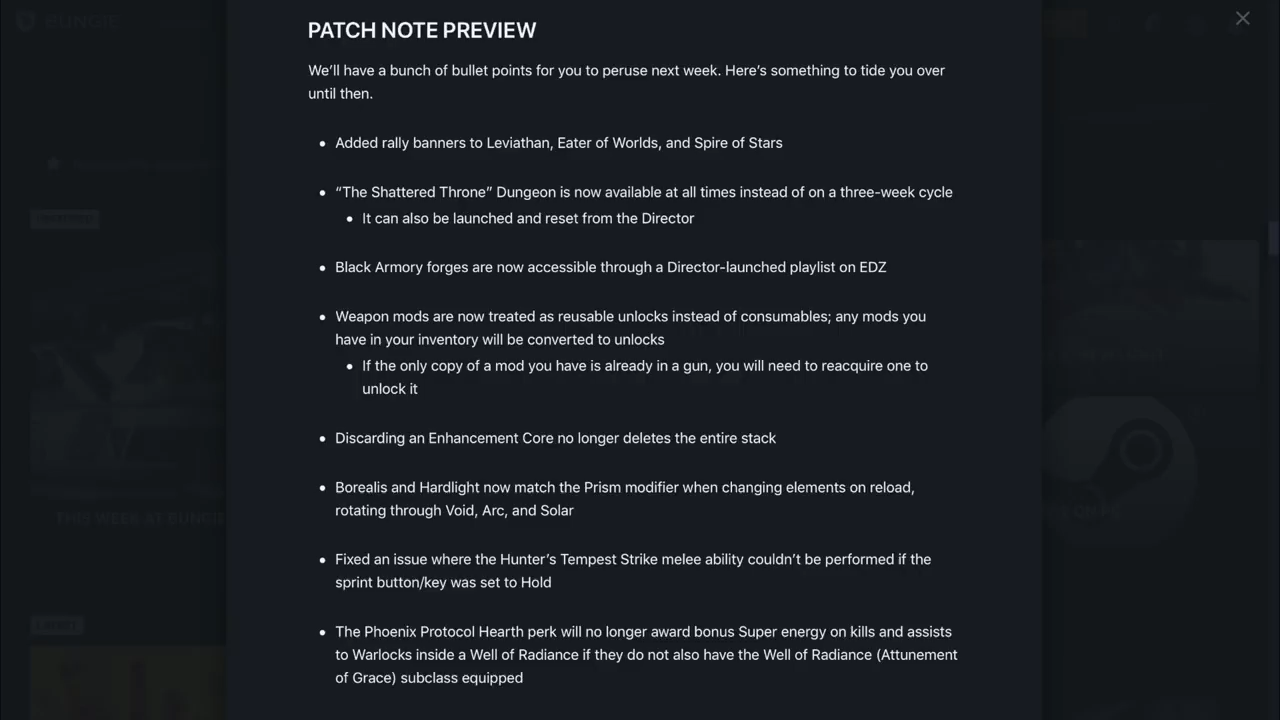 BUNGIE
PATCH NOTE PREVIEW
We'll have a bunch of bullet points for you to peruse next week. Here's something to tide you over
until then.
• Added rally banners to Leviathan, Eater of Worlds, and Spire of Stars
• “The Shattered Throne” Dungeon is now available at all times instead of on a three-week cycle
• It can also be launched and reset from the Director
• Black Armory forges are now accessible through a Director-launched playlist on EDZ
• Weapon mods are now treated as reusable unlocks instead of consumables; any mods you
have in your inventory will be converted to unlocks
• If the only copy of a mod you have is already in a gun, you will need to reacquire one to
unlock it
• Discarding an Enhancement Core no longer deletes the entire stack
• Borealis and Hardlight now match the Prism modifier when changing elements on reload,
rotating through Void, Arc, and Solar
• Fixed an issue where the Hunter's Tempest Strike melee ability couldn't be performed if the
sprint button/key was set to Hold
• The Phoenix Protocol Hearth perk will no longer award bonus Super energy on kills and assists
to Warlocks inside a Well of Radiance if they do not also have the Well of Radiance (Attunement
of Grace) subclass equipped
THIS WEEK AT BUNGIE